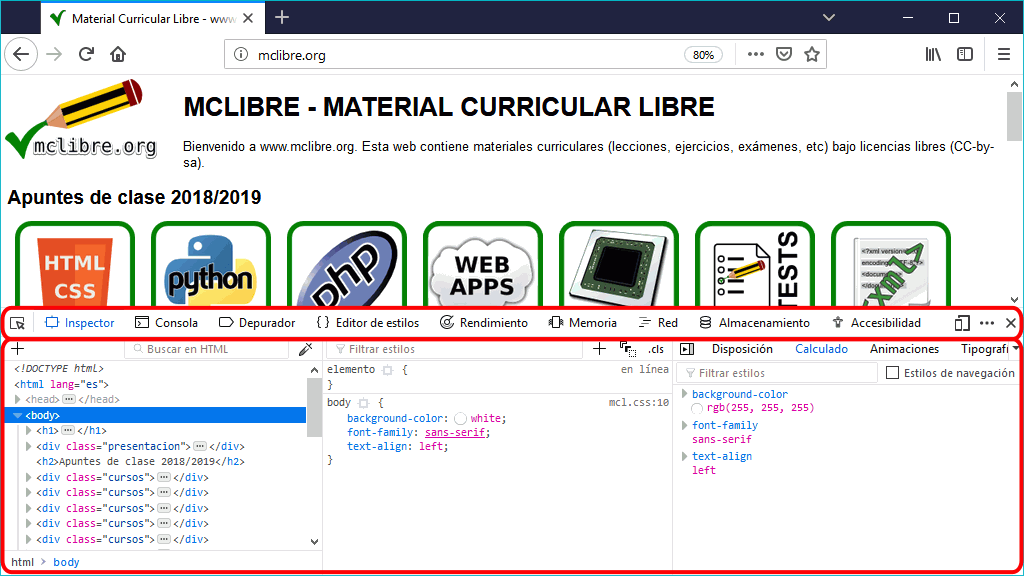 Material Curricular Libre - www
mclibre.org
80%
mclibre.org
MCLIBRE - MATERIAL CURRICULAR LIBRE
Bienvenido a www.mclibre.org. Esta web contiene materiales curriculares (lecciones, ejercicios, exámenes, etc) bajo licencias libres (CC-by-
sa).
Apuntes de clase 2018/2019
HTML
CSS
python
php
WEB
APPS
TESTS
<?xml version=
encoding=
<docume
</docu
<xml>
Inspector Consola Depurador {} Editor de estilos Rendimiento Memoria Red Almacenamiento Accesibilidad
Buscar en HTML
<!DOCTYPE html>
<html lang="es">
<head></head>
<body>
<h1></h1>
<div class="presentacion"></div>
<h2>Apuntes de clase 2018/2019</h2>
<div class="cursos"></div>
<div class="cursos"></div>
<div class="cursos"></div>
<div class="cursos"></div>
<div class="cursos"></div>
html > body
Filtrar estilos
.cls
elemento { en línea
}
body { mcl.css:10
background-color: white;
font-family: sans-serif;
text-align: left;
}
Disposición Calculado Animaciones Tipografí
Filtrar estilos Estilos de navegación
background-color
rgb(255, 255, 255)
font-family
sans-serif
text-align
left